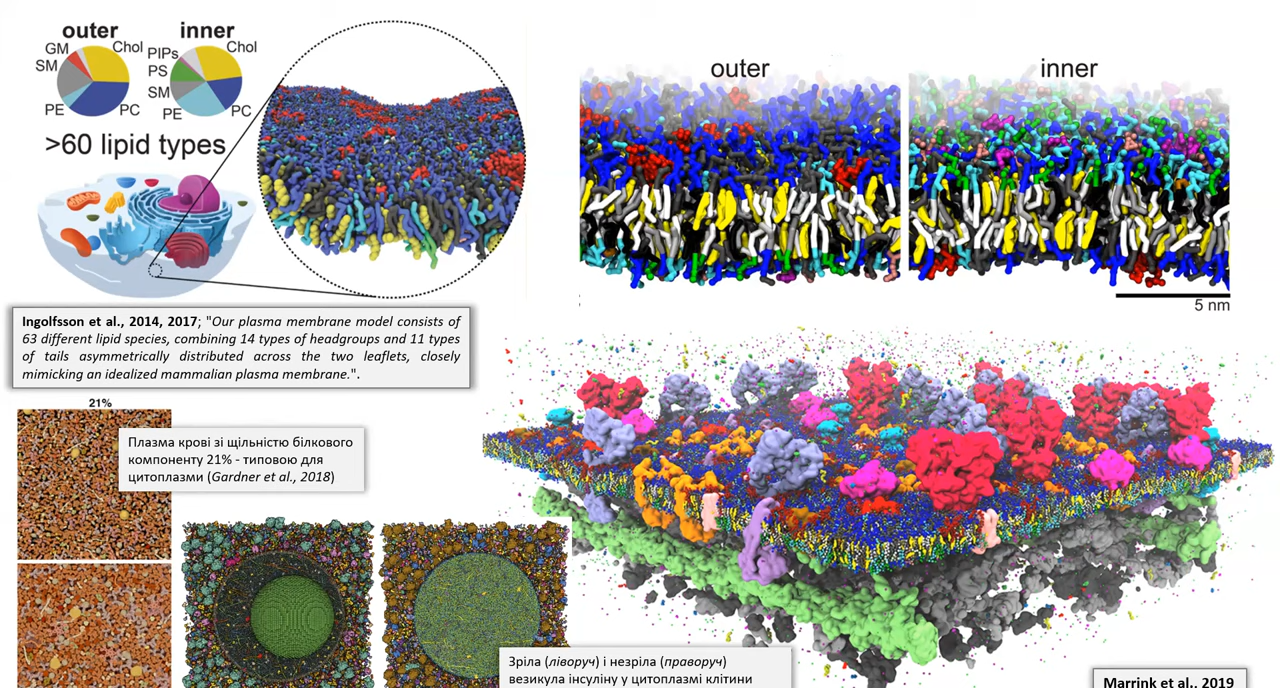 outer
inner
GM
Chol
SM
PE
PC
PIPs
Chol
PS
SM
PE
PC
>60 lipid types
outer
inner
5 nm
Ingolfsson et al., 2014, 2017; "Our plasma membrane model consists of
63 different lipid species, combining 14 types of headgroups and 11 types
of tails asymmetrically distributed across the two leaflets, closely
mimicking an idealized mammalian plasma membrane.".
21%
Плазма крові зі щільністю білкового
компоненту 21% - типовою для
цитоплазми (Gardner et al., 2018)
Зріла (ліворуч) і незріла (праворуч)
везикула інсуліну у цитоплазмі клітини
Marrink et al., 2019